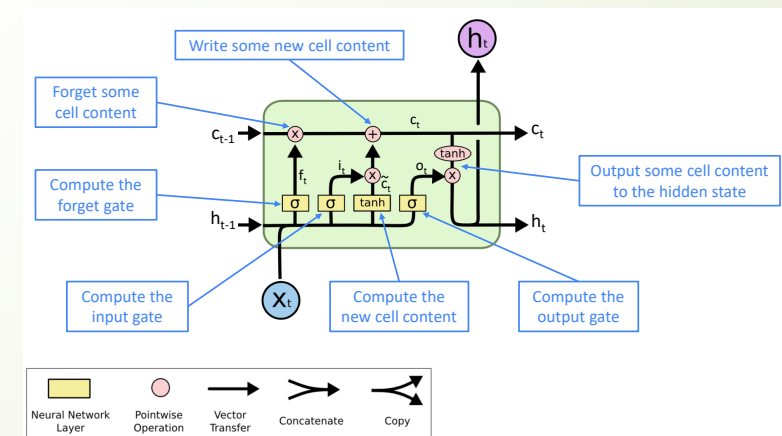 Write some new cell content
hₜ
Forget some
cell content
cₜ
cₜ₋₁
x
+
cₜ
tanh
Output some cell content
to the hidden state
iₜ
oₜ
x
x
fₜ
c̃ₜ
Compute the
forget gate
σ
σ
tanh
σ
hₜ₋₁
hₜ
Compute the
input gate
xₜ
Compute the
new cell content
Compute the
output gate
Neural Network
Layer
Pointwise
Operation
Vector
Transfer
Concatenate
Copy